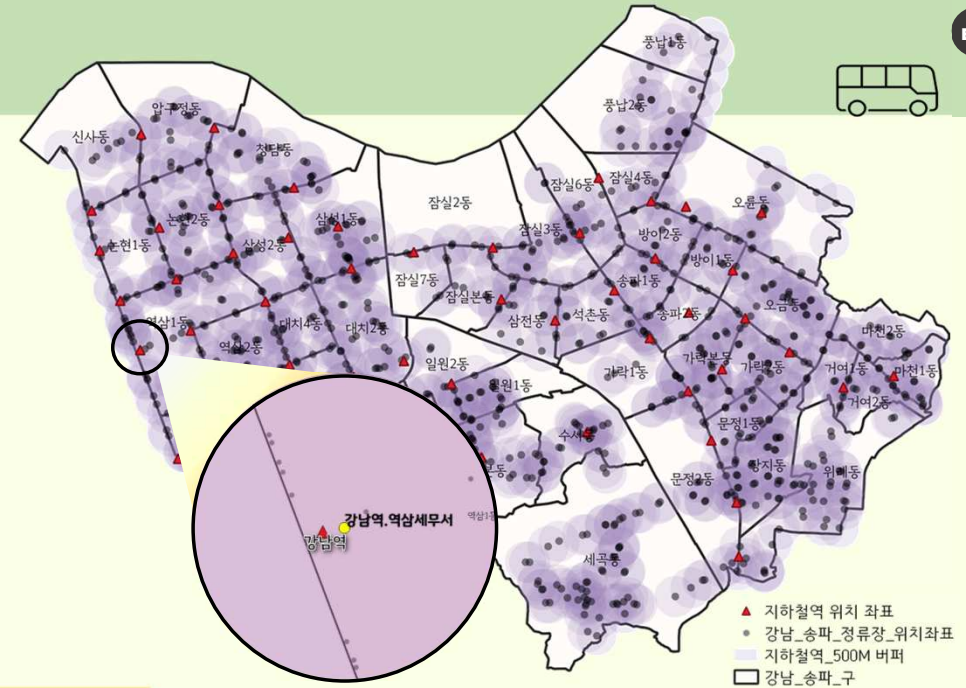 풍납1동
풍납2동
압구정동
신사동
청담동
잠실6동
잠실4동
잠실2동
오륜동
논현2동
삼성1동
잠실3동
방이2동
논현1동
삼성2동
방이1동
잠실7동
송파1동
잠실본동
오금동
역삼1동
대치4동
대치2동
삼전동
석촌동
송파2동
마천2동
역삼2동
일원2동
가락1동
가락본동
가락2동
거여1동
마천1동
일원1동
거여2동
문정1동
수서동
장지동
위례동
문정2동
강남역.역삼세무서
강남역
역삼1
세곡동
지하철역 위치 좌표
강남_송파_정류장_위치좌표
지하철역_500M 버퍼
강남_송파_구